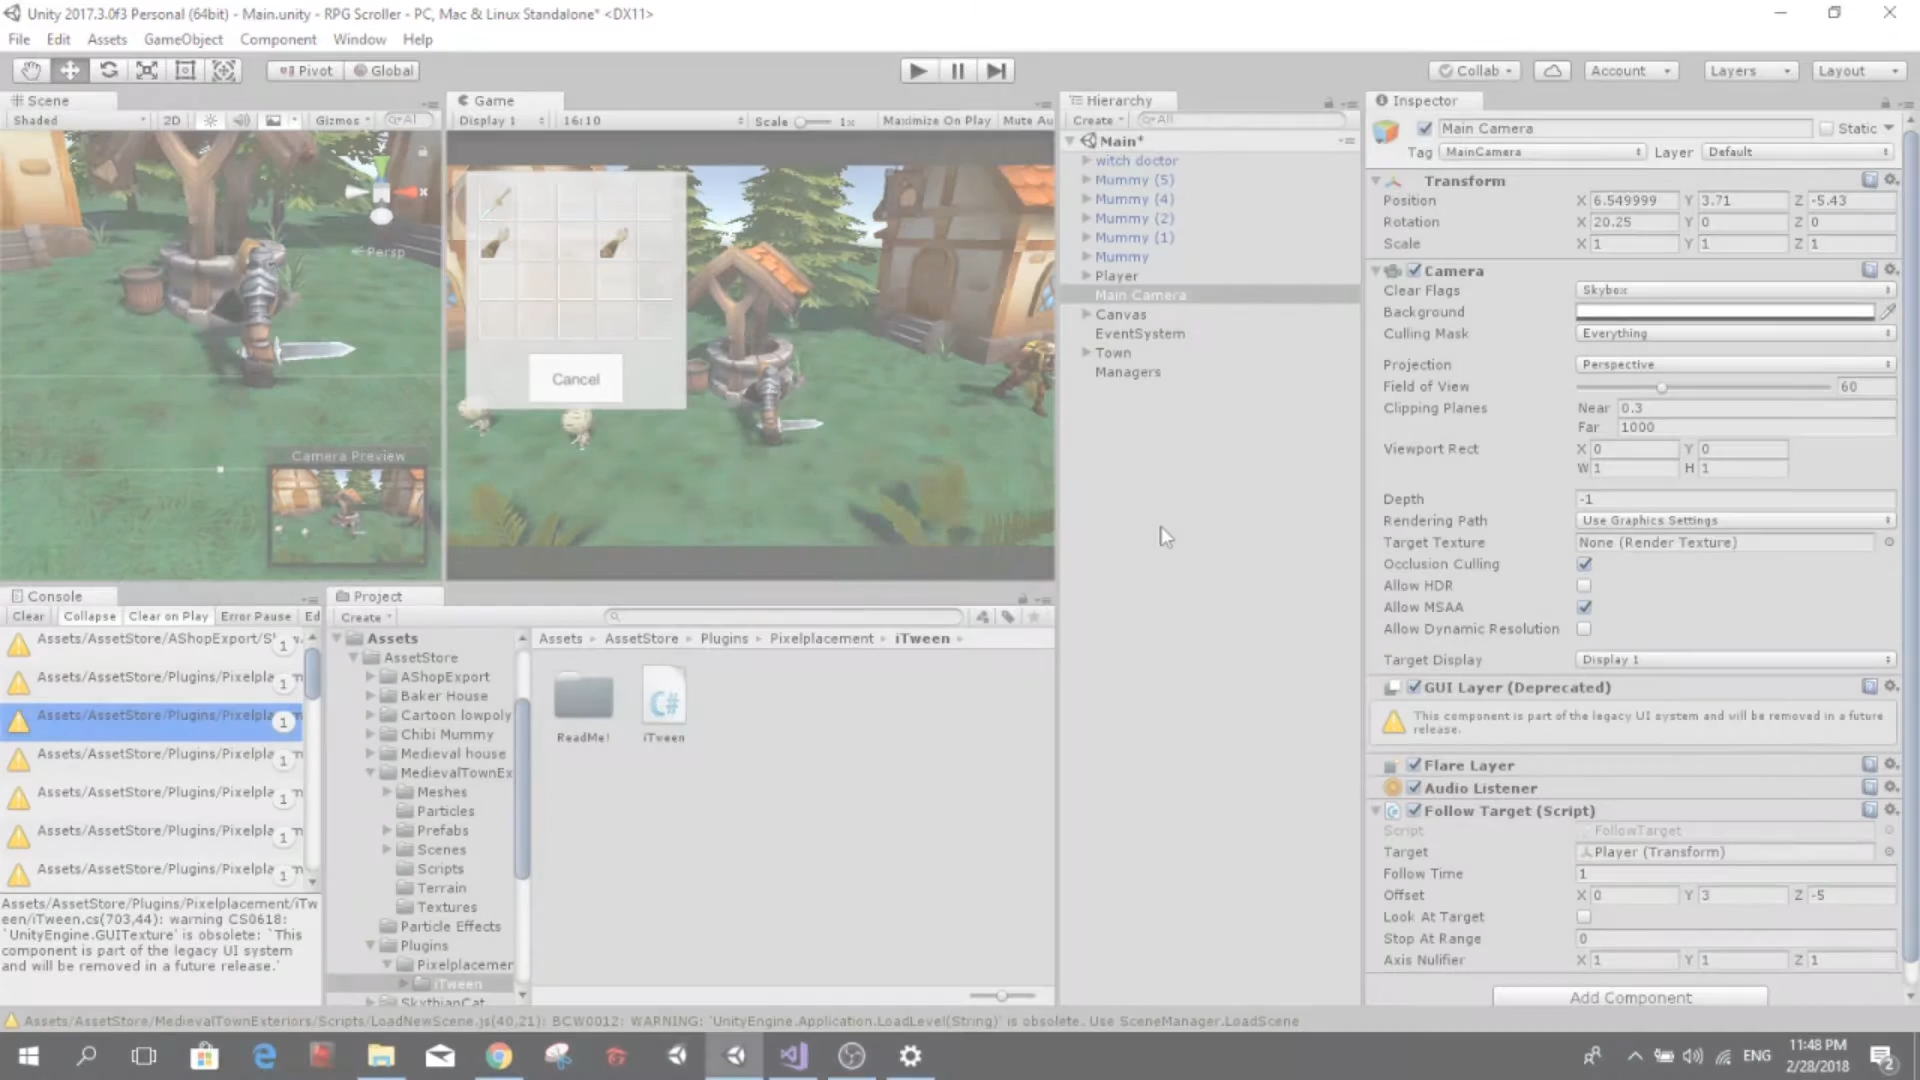 Unity 2017.3.0f3 Personal (64bit) - Main.unity - RPG Scroller - PC, Mac & Linux Standalone* <DX11>
File Edit Assets GameObject Component Window Help
Pivot Global
Collab Account Layers Layout
Scene
Shaded 2D Gizmos All
Persp
Camera Preview
Game
Display 1 16:10 Scale 1x Maximize On Play Mute Au
Cancel
Hierarchy
Create All
Main*
witch doctor
Mummy (5)
Mummy (4)
Mummy (2)
Mummy (1)
Mummy
Player
Main Camera
Canvas
EventSystem
Town
Managers
Inspector
Main Camera Static
Tag MainCamera Layer Default
Transform
Position X 6.549999 Y 3.71 Z -5.43
Rotation X 20.25 Y 0 Z 0
Scale X 1 Y 1 Z 1
Camera
Clear Flags Skybox
Background
Culling Mask Everything
Projection Perspective
Field of View 60
Clipping Planes Near 0.3
Far 1000
Viewport Rect X 0 Y 0
W 1 H 1
Depth -1
Rendering Path Use Graphics Settings
Target Texture None (Render Texture)
Occlusion Culling
Allow HDR
Allow MSAA
Allow Dynamic Resolution
Target Display Display 1
GUI Layer (Deprecated)
This component is part of the legacy UI system and will be removed in a future
release.
Flare Layer
Audio Listener
Follow Target (Script)
Script FollowTarget
Target Player (Transform)
Follow Time 1
Offset X 0 Y 3 Z -5
Look At Target
Stop At Range 0
Axis Nulifier X 1 Y 1 Z 1
Add Component
Console
Clear Collapse Clear on Play Error Pause Ed
Assets/AssetStore/AShopExport/S 1
Assets/AssetStore/Plugins/Pixelpla 1
Assets/AssetStore/Plugins/Pixelpla 1
Assets/AssetStore/Plugins/Pixelpla 1
Assets/AssetStore/Plugins/Pixelpla 1
Assets/AssetStore/Plugins/Pixelpla 1
Assets/AssetStore/Plugins/Pixelpla 1
Assets/AssetStore/Plugins/Pixelplacement/iTw
een/iTween.cs(703,44): warning CS0618:
`UnityEngine.GUITexture' is obsolete: `This
component is part of the legacy UI system
and will be removed in a future release.'
Project
Create
Assets
AssetStore
AShopExport
Baker House
Cartoon lowpoly
Chibi Mummy
Medieval house
MedievalTownEx
Meshes
Particles
Prefabs
Scenes
Scripts
Terrain
Textures
Particle Effects
Plugins
Pixelplacemen
iTween
SkythianCat
Assets AssetStore Plugins Pixelplacement iTween
ReadMe! iTween
Assets/AssetStore/MedievalTownExteriors/Scripts/LoadNewScene.js(40,21): BCW0012: WARNING: 'UnityEngine.Application.LoadLevel(String)' is obsolete. Use SceneManager.LoadScene
ENG
11:48 PM
2/28/2018
2